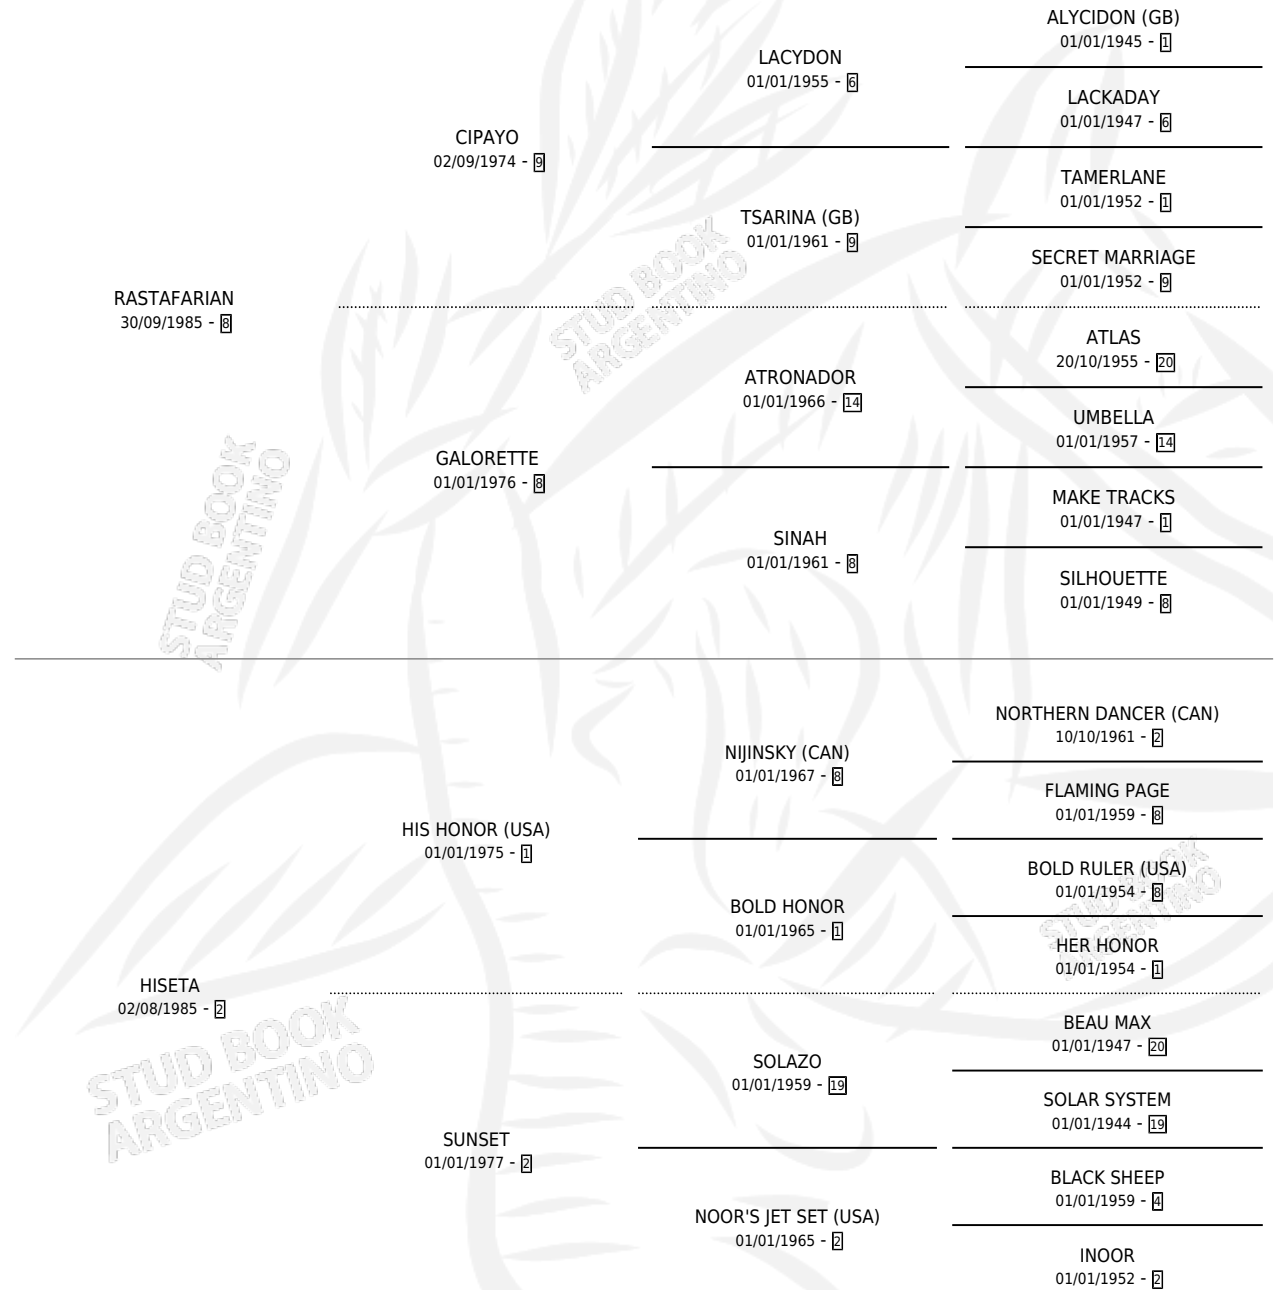 ALYCIDON (GB)
01/01/1945 - 1
LACYDON
01/01/1955 - 6
LACKADAY
01/01/1947 - 6
CIPAYO
02/09/1974 - 9
TAMERLANE
01/01/1952 - 1
TSARINA (GB)
01/01/1961 - 9
SECRET MARRIAGE
01/01/1952 - 9
RASTAFARIAN
30/09/1985 - 8
STUD BOOK
ARGENTINO
ATLAS
20/10/1955 - 20
ATRONADOR
01/01/1966 - 14
UMBELLA
01/01/1957 - 14
GALORETTE
01/01/1976 - 8
MAKE TRACKS
01/01/1947 - 1
SINAH
01/01/1961 - 8
SILHOUETTE
01/01/1949 - 8
STUD BOOK
ARGENTINO
NORTHERN DANCER (CAN)
10/10/1961 - 2
NIJINSKY (CAN)
01/01/1967 - 8
FLAMING PAGE
01/01/1959 - 8
HIS HONOR (USA)
01/01/1975 - 1
BOLD RULER (USA)
01/01/1954 - 8
BOLD HONOR
01/01/1965 - 1
HER HONOR
01/01/1954 - 1
STUD BOOK
ARGENTINO
HISETA
02/08/1985 - 2
BEAU MAX
01/01/1947 - 20
SOLAZO
01/01/1959 - 19
SOLAR SYSTEM
01/01/1944 - 19
STUD BOOK
ARGENTINO
SUNSET
01/01/1977 - 2
BLACK SHEEP
01/01/1959 - 4
NOOR'S JET SET (USA)
01/01/1965 - 2
INOOR
01/01/1952 - 2